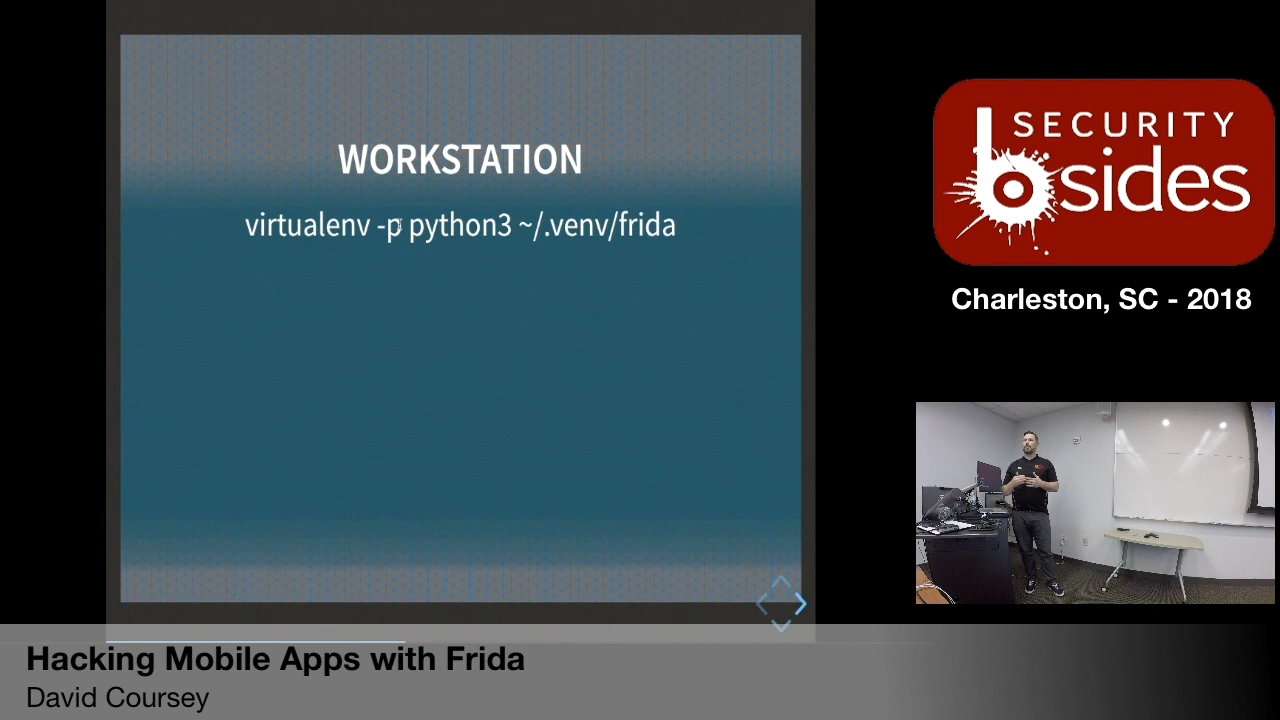 WORKSTATION
virtualenv -p python3 ~/.venv/frida
SECURITY
bsides
Charleston, SC - 2018
Hacking Mobile Apps with Frida
David Coursey